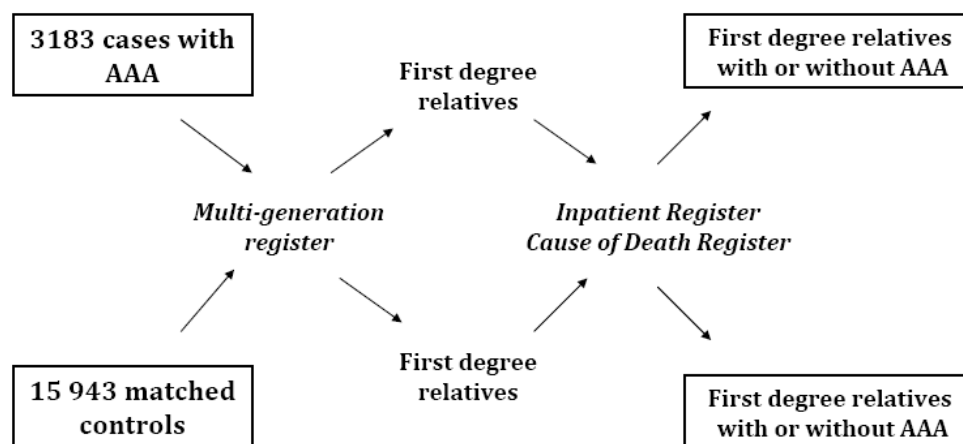 3183 cases with
AAA
First degree
relatives
First degree relatives
with or without AAA
Multi-generation
register
Inpatient Register
Cause of Death Register
15 943 matched
controls
First degree
relatives
First degree relatives
with or without AAA